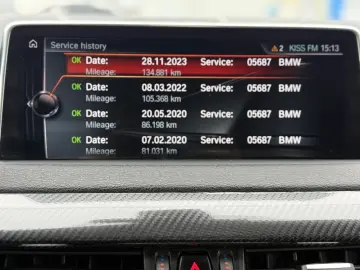 Service history 2 KISS FM 15:13
OK Date: 28.11.2023 Service: 05687 BMW
Mileage: 134.881 km
OK Date: 08.03.2022 Service: 05687 BMW
Mileage: 105.368 km
OK Date: 20.05.2020 Service: 05687 BMW
Mileage: 86.198 km
OK Date: 07.02.2020 Service: 05687 BMW
Mileage: 81.031 km